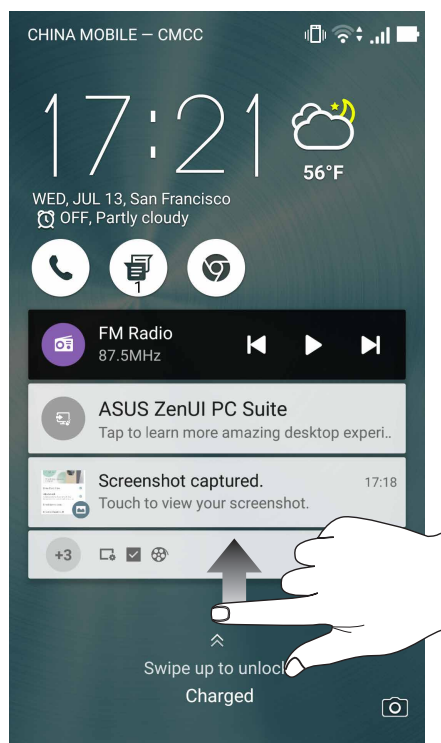 CHINA MOBILE — CMCC
17:21
56°F
WED, JUL 13, San Francisco
OFF, Partly cloudy
1
FM Radio
87.5MHz
ASUS ZenUI PC Suite
Tap to learn more amazing desktop experi..
Screenshot captured.
17:18
Touch to view your screenshot.
+3
Swipe up to unlock
Charged